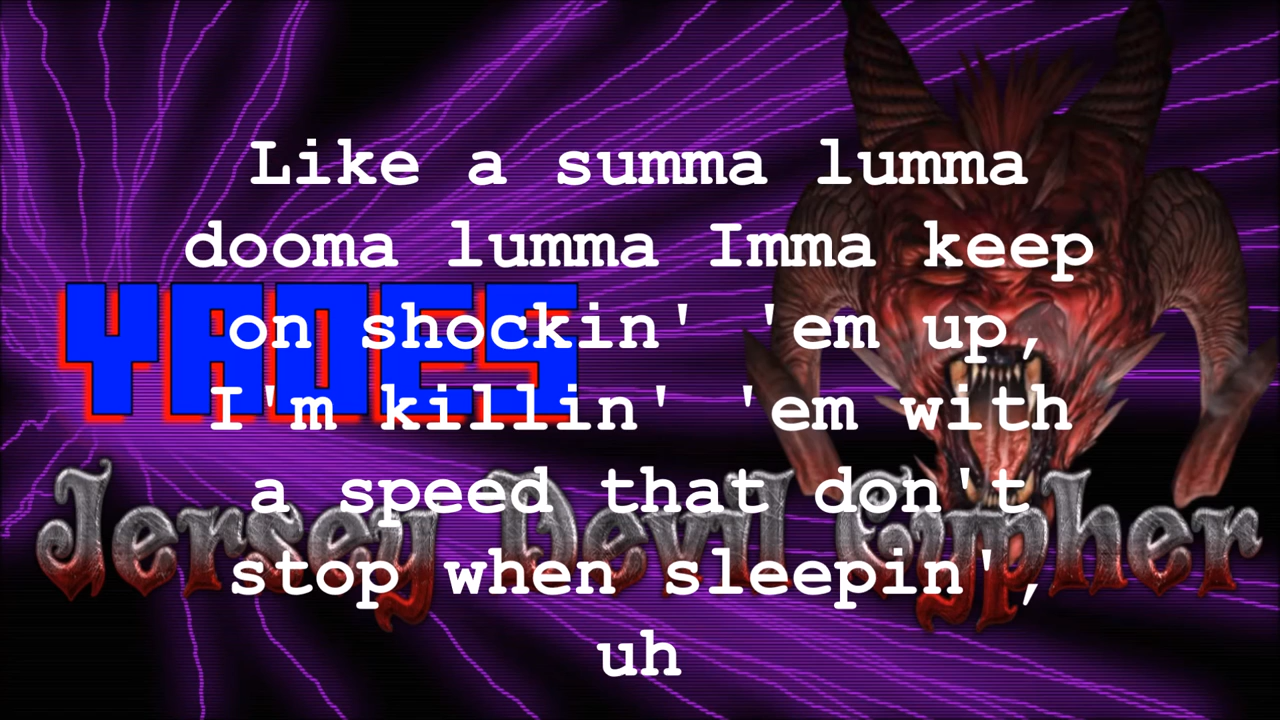 Like a summa lumma
dooma lumma Imma keep
on shockin' 'em up,
I'm killin' 'em with
a speed that don't
stop when sleepin',
uh
YADES
Jersey Devil Cypher